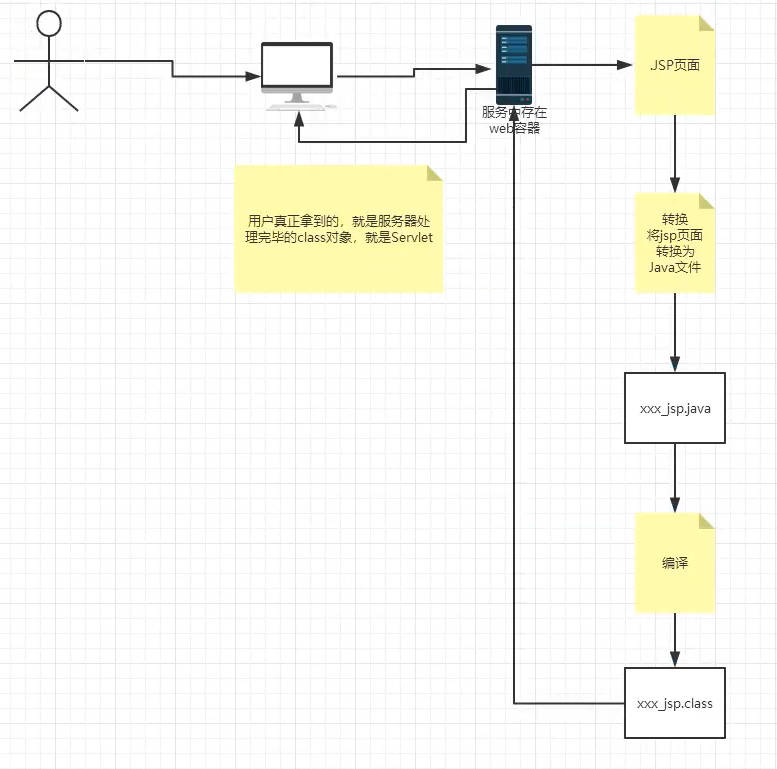 .JSP页面
服务中存在
web容器
用户真正拿到的，就是服务器处
理完毕的class对象，就是Servlet
转换
将jsp页面
转换为
Java文件
xxx_jsp.java
编译
xxx_jsp.class